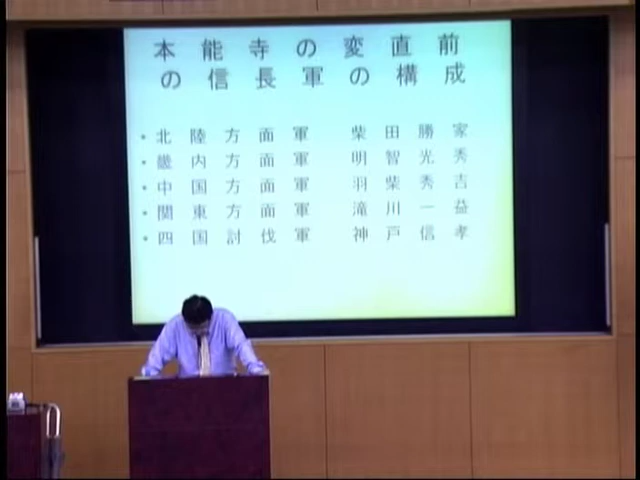 本能寺の変直前
の信長軍の構成
・北陸方面軍 柴田勝家
・畿内方面軍 明智光秀
・中国方面軍 羽柴秀吉
・関東方面軍 滝川一益
・四国討伐軍 神戸信孝